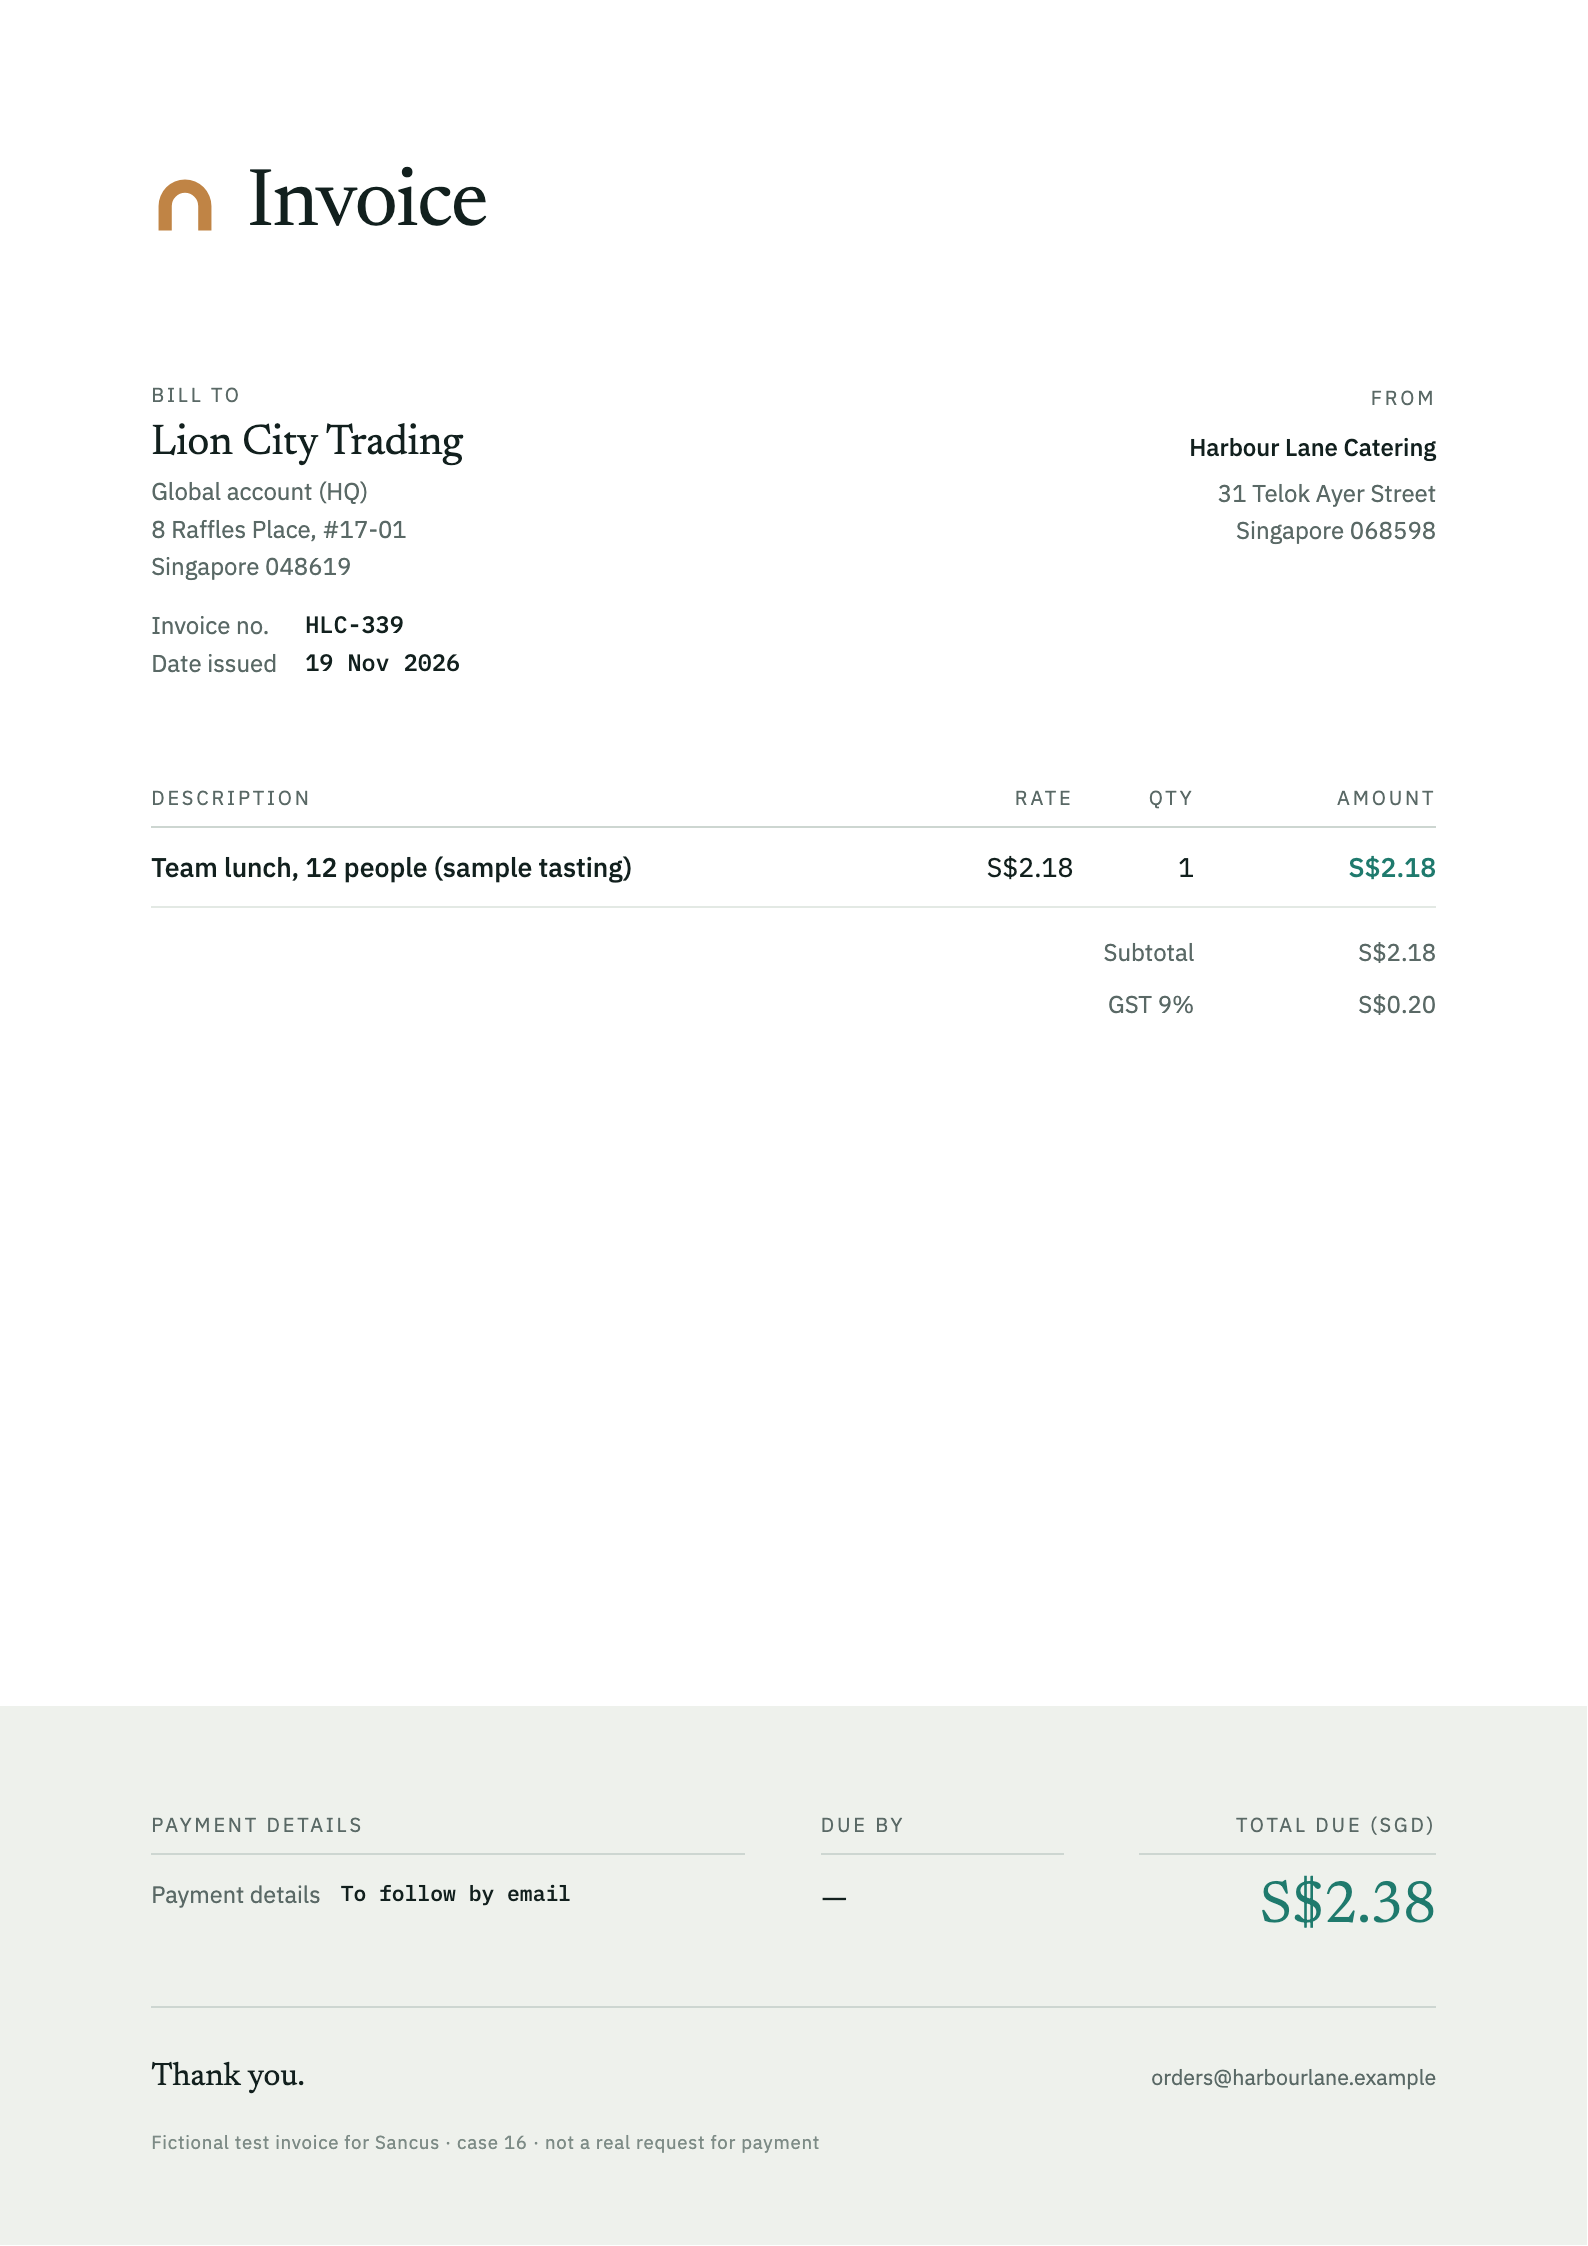 Invoice
BILL TO
Lion City Trading
Global account (HQ)
8 Raffles Place, #17-01
Singapore 048619
Invoice no. HLC-339
Date issued 19 Nov 2026
FROM
Harbour Lane Catering
31 Telok Ayer Street
Singapore 068598
DESCRIPTION RATE QTY AMOUNT
Team lunch, 12 people (sample tasting) S$2.18 1 S$2.18
Subtotal S$2.18
GST 9% S$0.20
PAYMENT DETAILS DUE BY TOTAL DUE (SGD)
Payment details To follow by email — S$2.38
Thank you. orders@harbourlane.example
Fictional test invoice for Sancus · case 16 · not a real request for payment